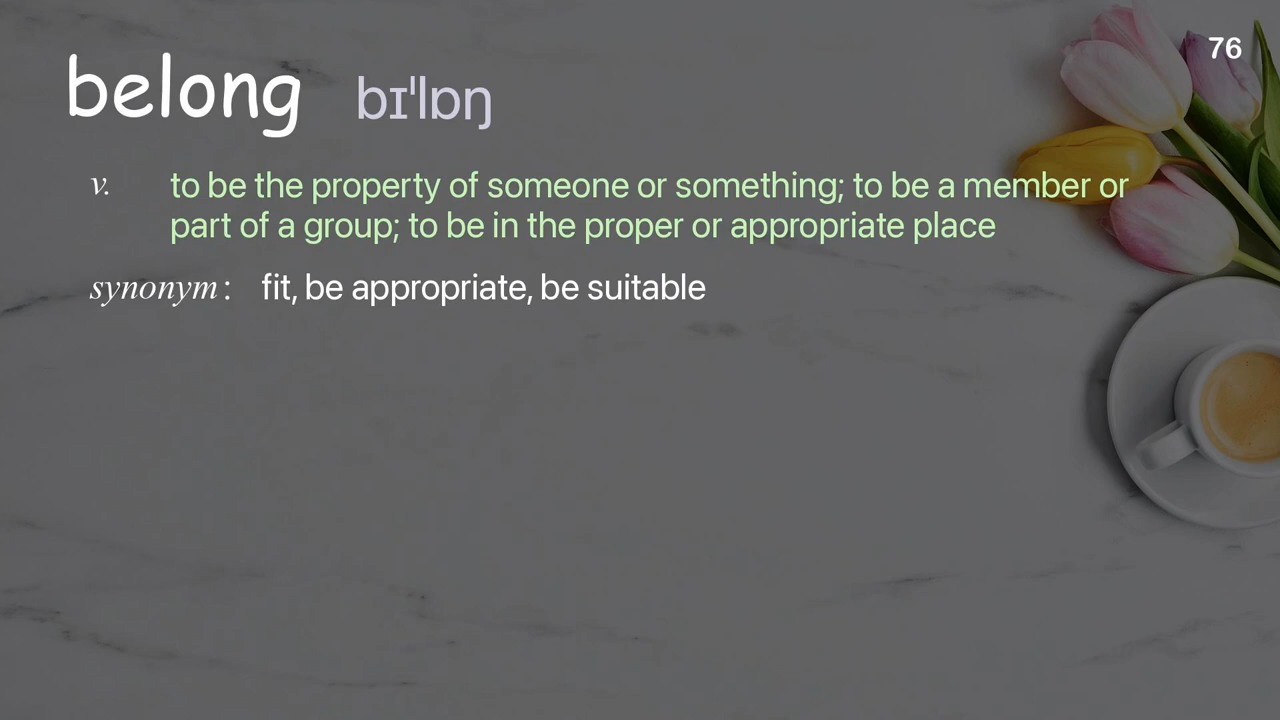 76
belong bɪˈlɒŋ
v. to be the property of someone or something; to be a member or
part of a group; to be in the proper or appropriate place
synonym : fit, be appropriate, be suitable